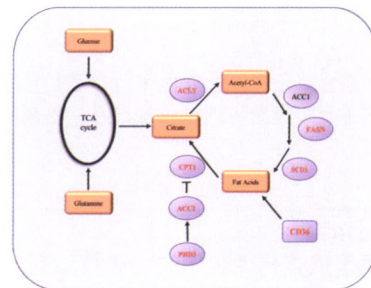 Glucose
Acetyl-CoA
ACLY
ACC1
TCA
cycle
Citrate
FASN
CPT1
SCD1
Fat Acids
ACC2
Glutamine
CD36
PHD3